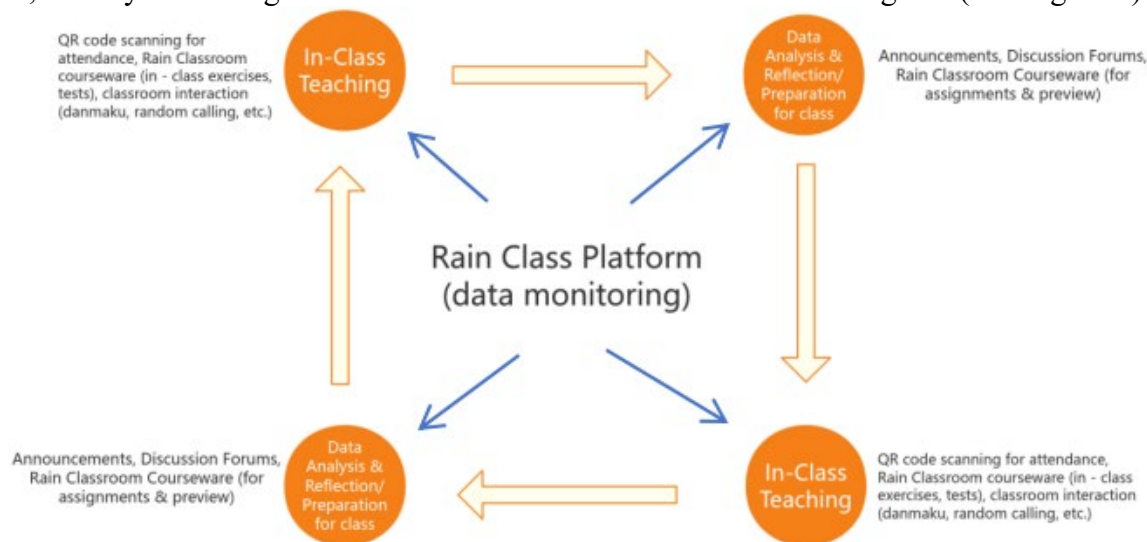 QR code scanning for
attendance, Rain Classroom
courseware (in - class exercises,
tests), classroom interaction
(danmaku, random calling, etc.)
In-Class
Teaching
Data
Analysis &
Reflection/
Preparation
for class
Announcements, Discussion Forums,
Rain Classroom Courseware (for
assignments & preview)
Rain Class Platform
(data monitoring)
Announcements, Discussion Forums,
Rain Classroom Courseware (for
assignments & preview)
Data
Analysis &
Reflection/
Preparation
for class
In-Class
Teaching
QR code scanning for attendance,
Rain Classroom courseware (in - class
exercises, tests), classroom interaction
(danmaku, random calling, etc.)